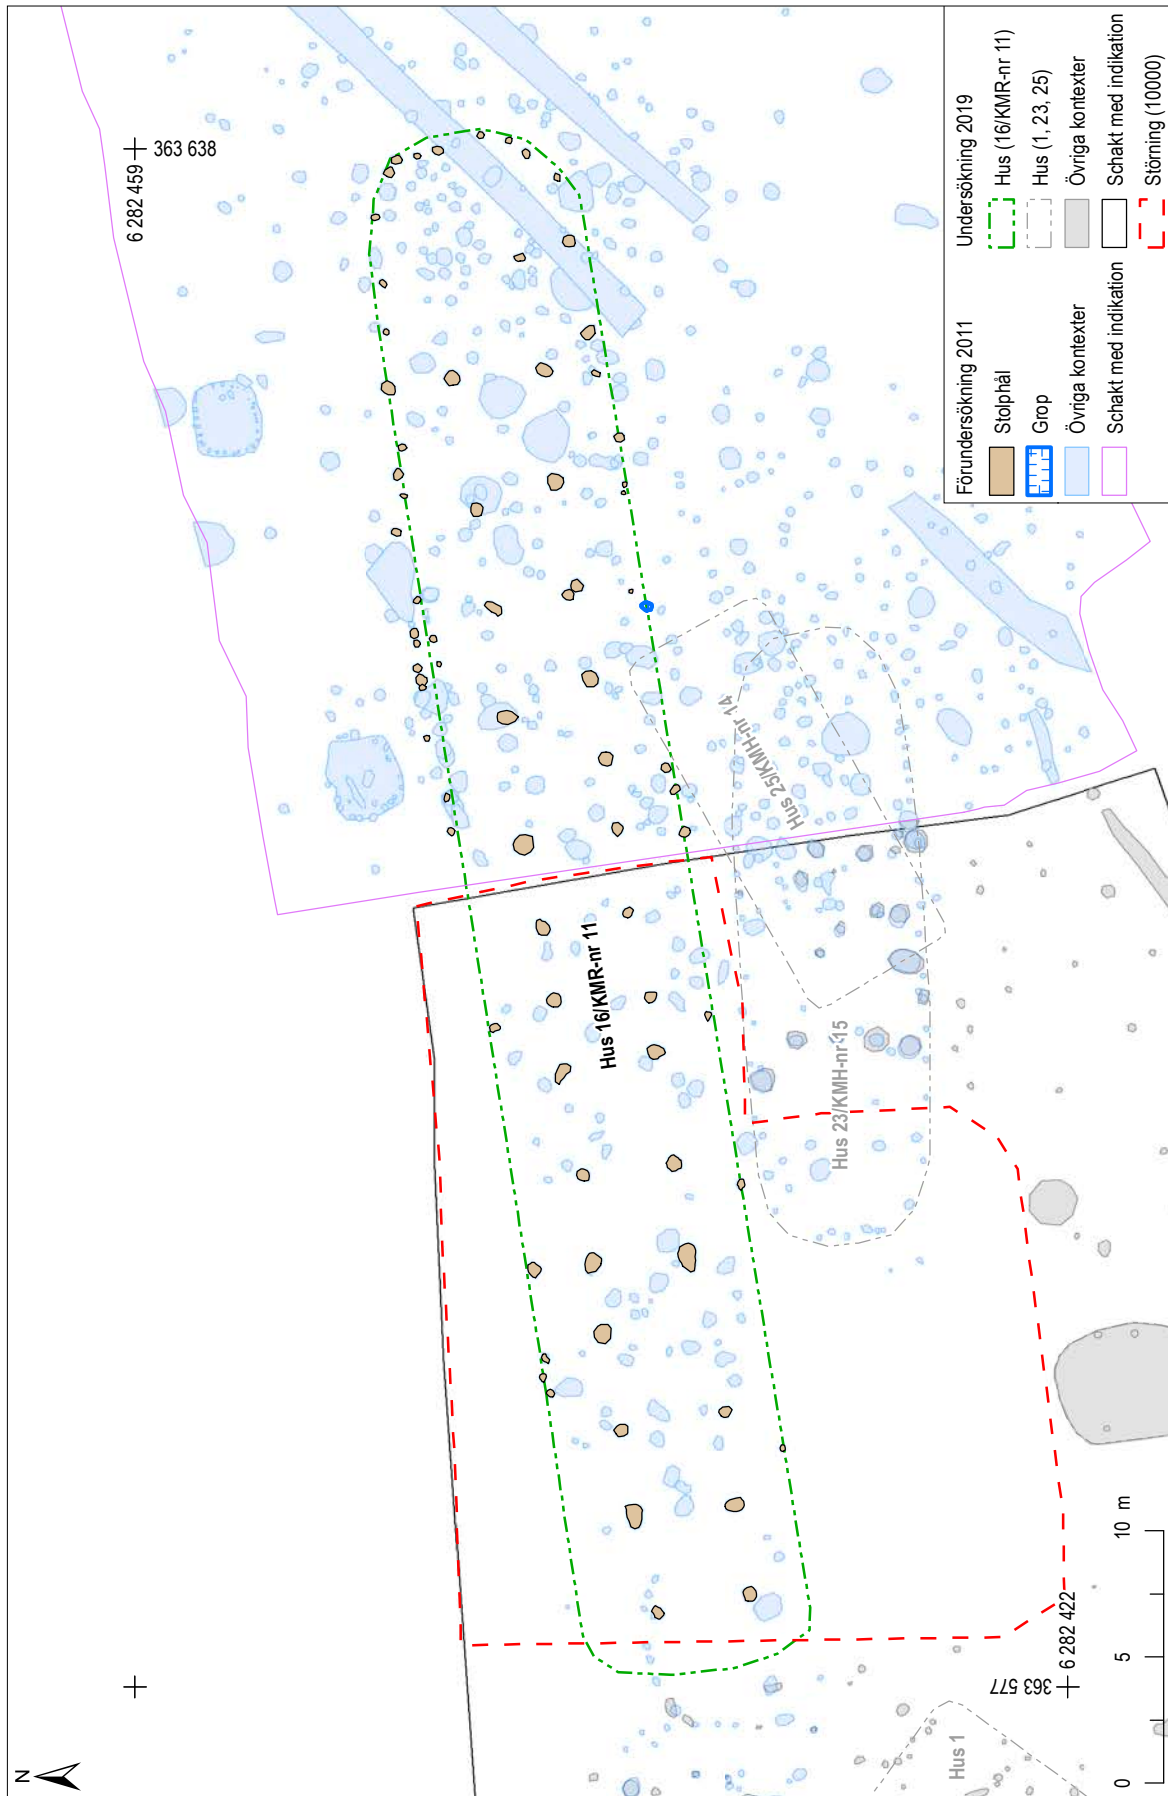 N
6 282 459
363 638
Hus 16/KMR-nr 11
Hus 25/KMH-nr 14
Hus 23/KMH-nr 15
Hus 1
363 577
6 282 422
0 5 10 m
Förundersökning 2011
Stolphål
Grop
Övriga kontexter
Schakt med indikation
Undersökning 2019
Hus (16/KMR-nr 11)
Hus (1, 23, 25)
Övriga kontexter
Schakt med indikation
Störning (10000)